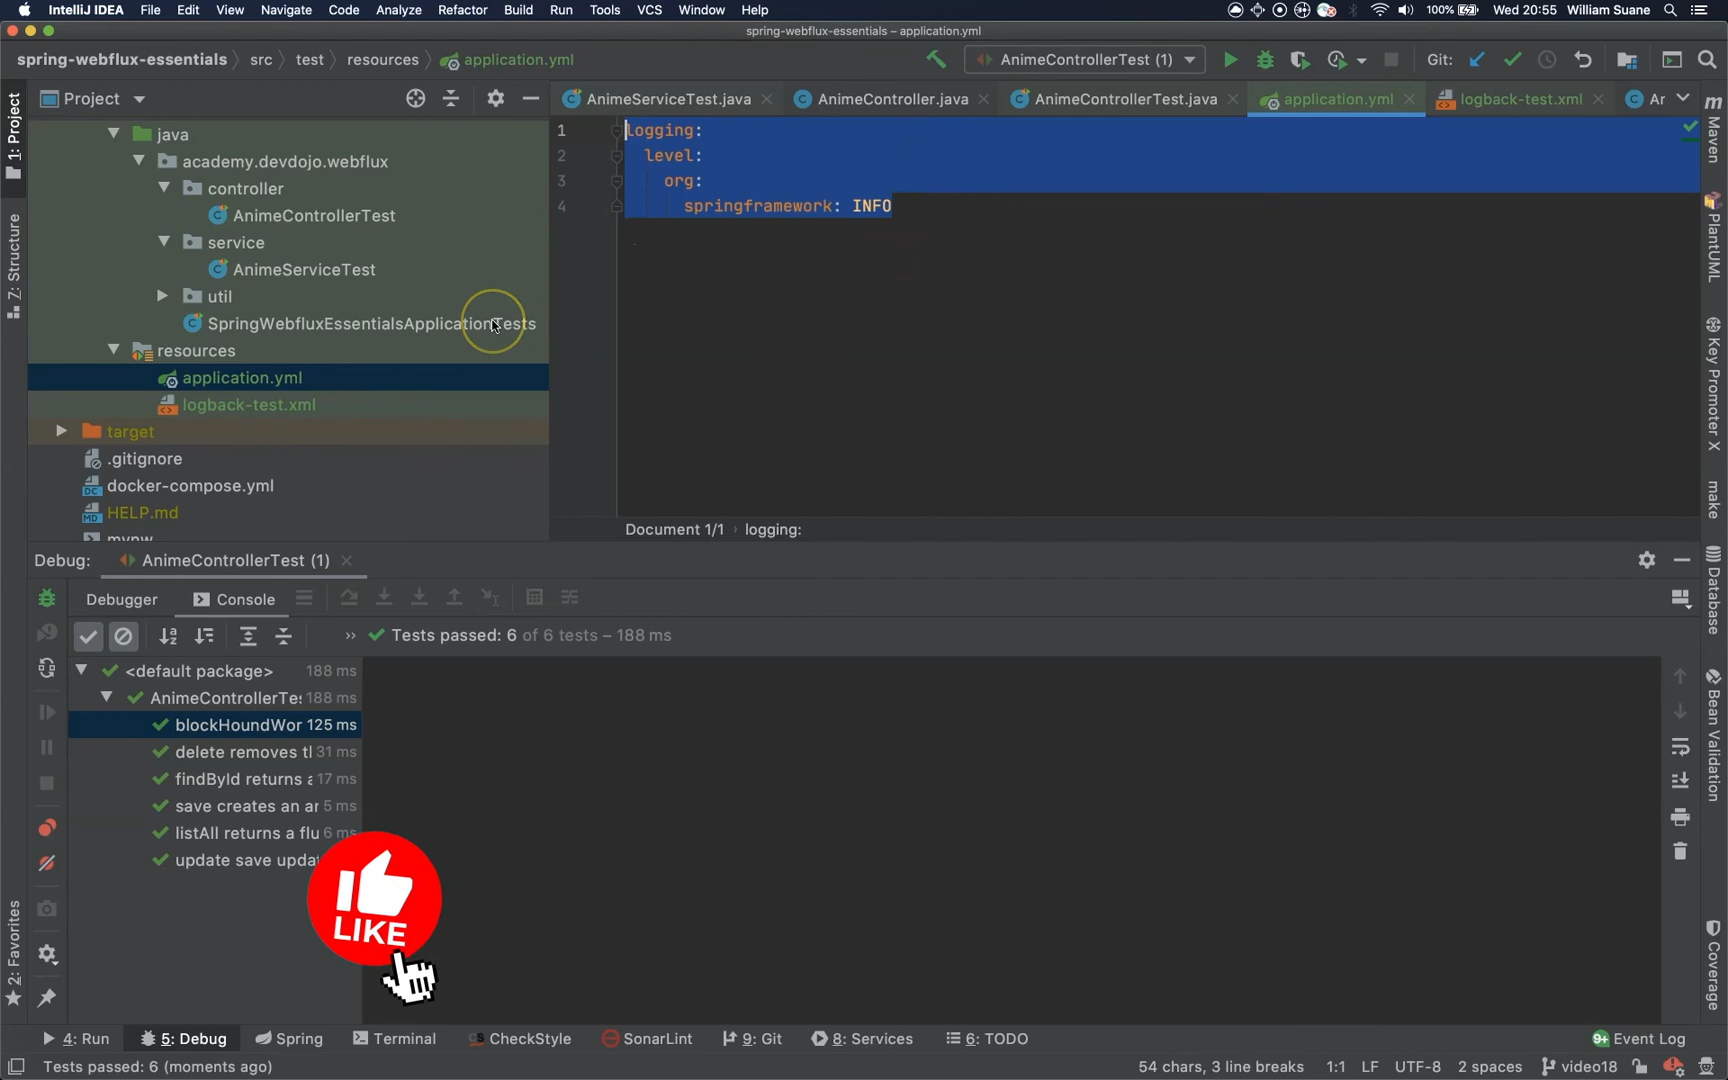 IntelliJ IDEA File Edit View Navigate Code Analyze Refactor Build Run Tools VCS Window Help 100% Wed 20:55 William Suane
spring-webflux-essentials – application.yml
spring-webflux-essentials src test resources application.yml AnimeControllerTest (1) Git:
Project AnimeServiceTest.java AnimeController.java AnimeControllerTest.java application.yml logback-test.xml Ar
java
academy.devdojo.webflux
controller
AnimeControllerTest
service
AnimeServiceTest
util
SpringWebfluxEssentialsApplicationTests
resources
application.yml
logback-test.xml
target
.gitignore
docker-compose.yml
HELP.md
mvnw
1 logging:
2 level:
3 org:
4 springframework: INFO
Document 1/1 logging:
1: Project
7: Structure
2: Favorites
Maven
PlantUML
Key Promoter X
make
Database
Bean Validation
Coverage
Debug: AnimeControllerTest (1)
Debugger Console
Tests passed: 6 of 6 tests – 188 ms
<default package> 188 ms
AnimeControllerTe 188 ms
blockHoundWor 125 ms
delete removes t 31 ms
findById returns a 17 ms
save creates an ar 5 ms
listAll returns a flu 6 ms
update save updat
LIKE
4: Run 5: Debug Spring Terminal CheckStyle SonarLint 9: Git 8: Services 6: TODO Event Log
Tests passed: 6 (moments ago) 54 chars, 3 line breaks 1:1 LF UTF-8 2 spaces video18